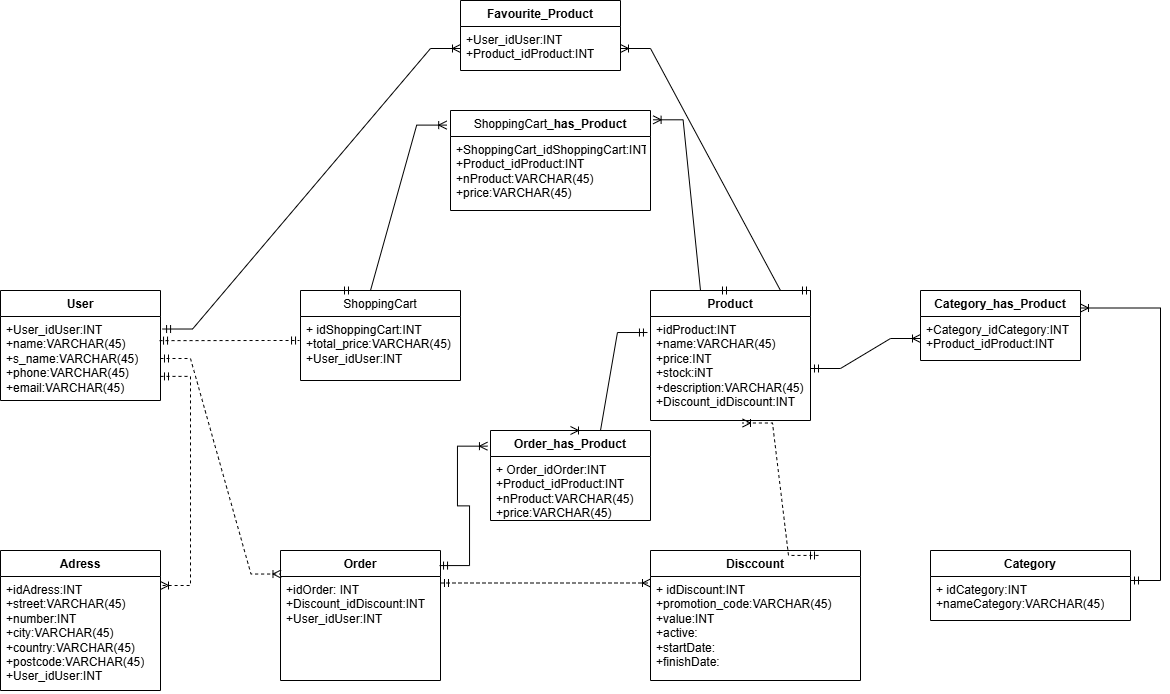 Favourite_Product
+User_idUser:INT
+Product_idProduct:INT
ShoppingCart_has_Product
+ShoppingCart_idShoppingCart:INT
+Product_idProduct:INT
+nProduct:VARCHAR(45)
+price:VARCHAR(45)
User
+User_idUser:INT
+name:VARCHAR(45)
+s_name:VARCHAR(45)
+phone:VARCHAR(45)
+email:VARCHAR(45)
ShoppingCart
+ idShoppingCart:INT
+total_price:VARCHAR(45)
+User_idUser:INT
Product
+idProduct:INT
+name:VARCHAR(45)
+price:INT
+stock:iNT
+description:VARCHAR(45)
+Discount_idDiscount:INT
Category_has_Product
+Category_idCategory:INT
+Product_idProduct:INT
Order_has_Product
+ Order_idOrder:INT
+Product_idProduct:INT
+nProduct:VARCHAR(45)
+price:VARCHAR(45)
Adress
+idAdress:INT
+street:VARCHAR(45)
+number:INT
+city:VARCHAR(45)
+country:VARCHAR(45)
+postcode:VARCHAR(45)
+User_idUser:INT
Order
+idOrder: INT
+Discount_idDiscount:INT
+User_idUser:INT
Disccount
+ idDiscount:INT
+promotion_code:VARCHAR(45)
+value:INT
+active:
+startDate:
+finishDate:
Category
+ idCategory:INT
+nameCategory:VARCHAR(45)